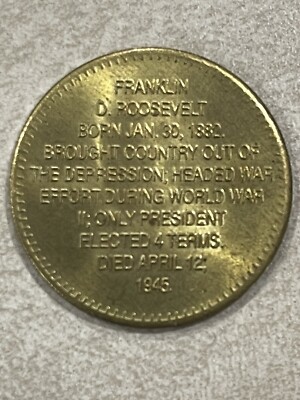 FRANKLIN
D. ROOSEVELT
BORN JAN. 30, 1882.
BROUGHT COUNTRY OUT OF
THE DEPRESSION; HEADED WAR
EFFORT DURING WORLD WAR
II; ONLY PRESIDENT
ELECTED 4 TERMS.
DIED APRIL 12,
1945.